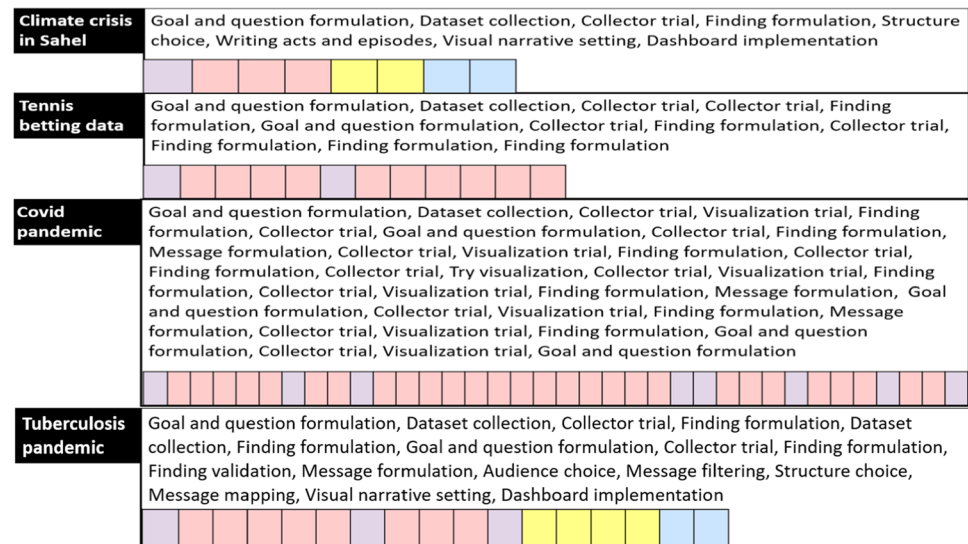 Climate crisis
in Sahel
Goal and question formulation, Dataset collection, Collector trial, Finding formulation, Structure
choice, Writing acts and episodes, Visual narrative setting, Dashboard implementation
Tennis
betting data
Goal and question formulation, Dataset collection, Collector trial, Collector trial, Finding
formulation, Goal and question formulation, Collector trial, Finding formulation, Collector trial,
Finding formulation, Finding formulation, Finding formulation
Covid
pandemic
Goal and question formulation, Dataset collection, Collector trial, Visualization trial, Finding
formulation, Collector trial, Goal and question formulation, Collector trial, Finding formulation,
Message formulation, Collector trial, Visualization trial, Finding formulation, Collector trial,
Finding formulation, Collector trial, Try visualization, Collector trial, Visualization trial, Finding
formulation, Collector trial, Visualization trial, Finding formulation, Message formulation, Goal
and question formulation, Collector trial, Visualization trial, Finding formulation, Message
formulation, Collector trial, Visualization trial, Finding formulation, Goal and question
formulation, Collector trial, Visualization trial, Goal and question formulation
Tuberculosis
pandemic
Goal and question formulation, Dataset collection, Collector trial, Finding formulation, Dataset
collection, Finding formulation, Goal and question formulation, Collector trial, Finding formulation,
Finding validation, Message formulation, Audience choice, Message filtering, Structure choice,
Message mapping, Visual narrative setting, Dashboard implementation